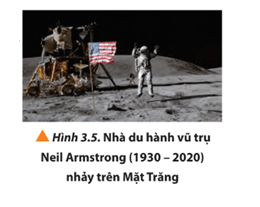 ▲ Hình 3.5. Nhà du hành vũ trụ
Neil Armstrong (1930 – 2020)
nhảy trên Mặt Trăng